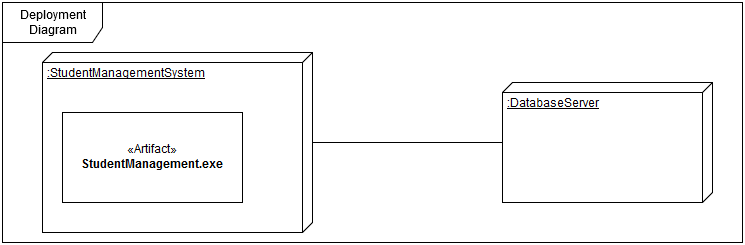 Deployment
Diagram
:StudentManagementSystem
:DatabaseServer
«Artifact»
StudentManagement.exe